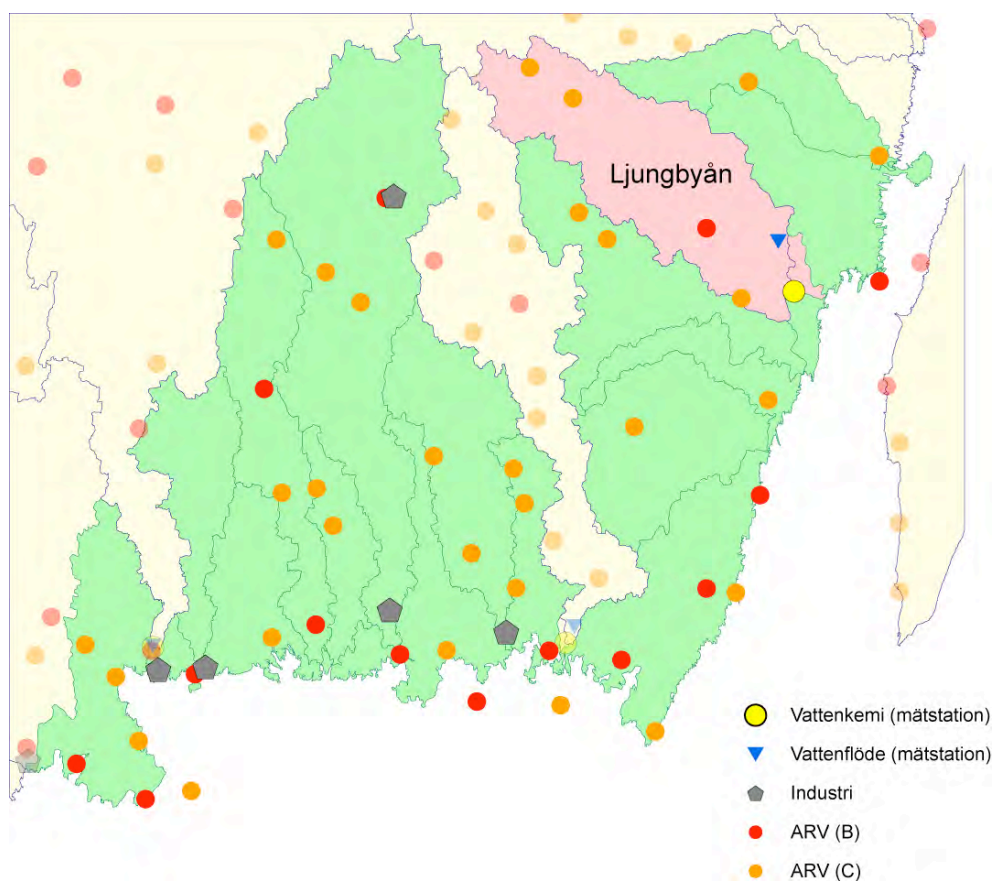 Ljungbyån
Vattenkemi (mätstation)
Vattenflöde (mätstation)
Industri
ARV (B)
ARV (C)